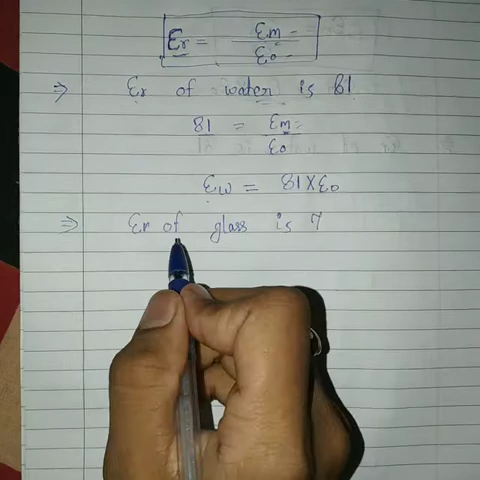 εr = εm / ε0
⇒ εr of water is 81
81 = εm / ε0
εw = 81 × ε0
⇒ εr of glass is 7